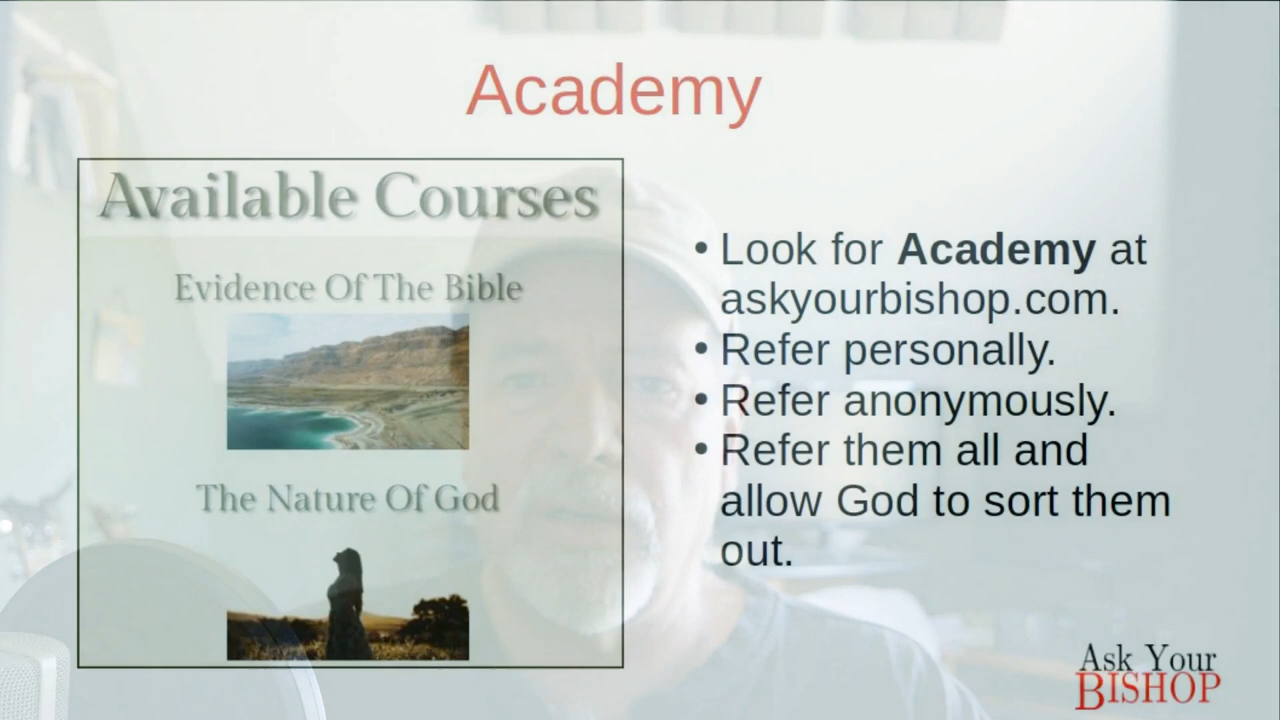 Academy
Available Courses
Evidence Of The Bible
The Nature Of God
• Look for Academy at
askyourbishop.com.
• Refer personally.
• Refer anonymously.
• Refer them all and
allow God to sort them
out.
Ask Your
BISHOP